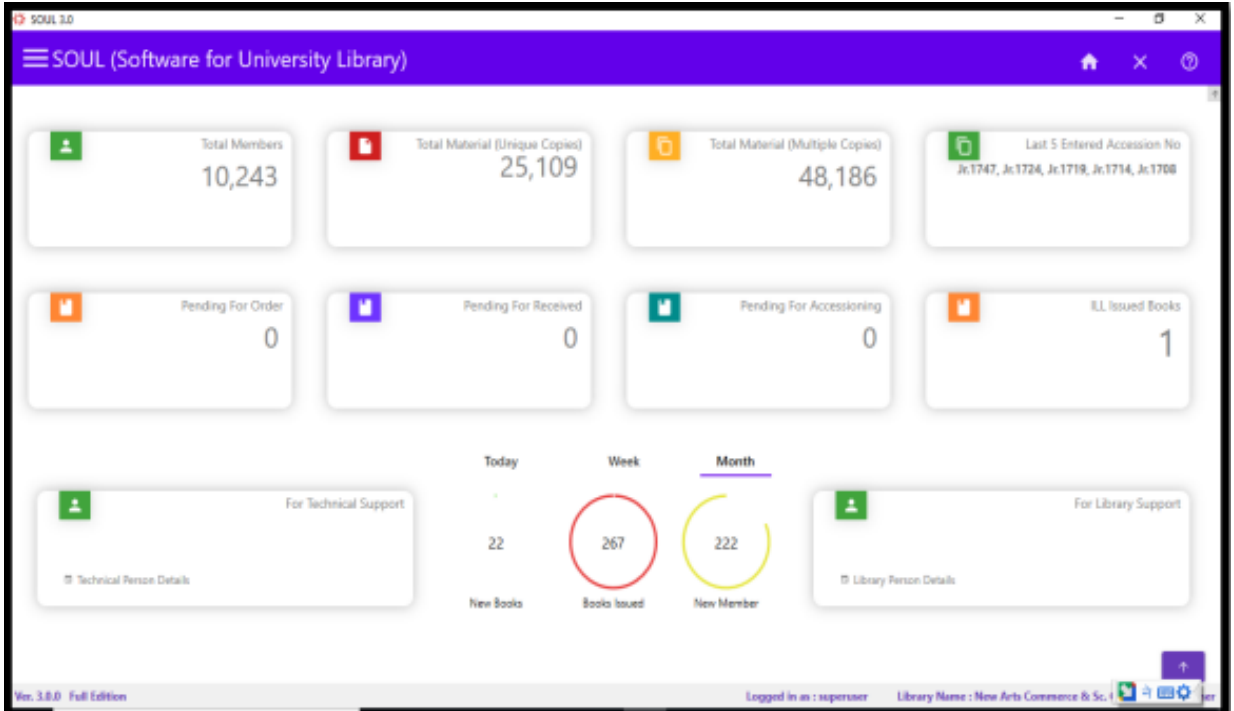 SOUL 3.0
SOUL (Software for University Library)
Total Members
10,243
Total Material (Unique Copies)
25,109
Total Material (Multiple Copies)
48,186
Last 5 Entered Accession No
Jr.1747, Jr.1724, Jr.1719, Jr.1714, Jr.1708
Pending For Order
0
Pending For Received
0
Pending For Accessioning
0
ILL Issued Books
1
Today Week Month
For Technical Support
Technical Person Details
22 267 222
New Books Books Issued New Member
For Library Support
Library Person Details
Ver. 3.0.0 Full Edition Logged in as : superuser Library Name : New Arts Commerce & Sc.